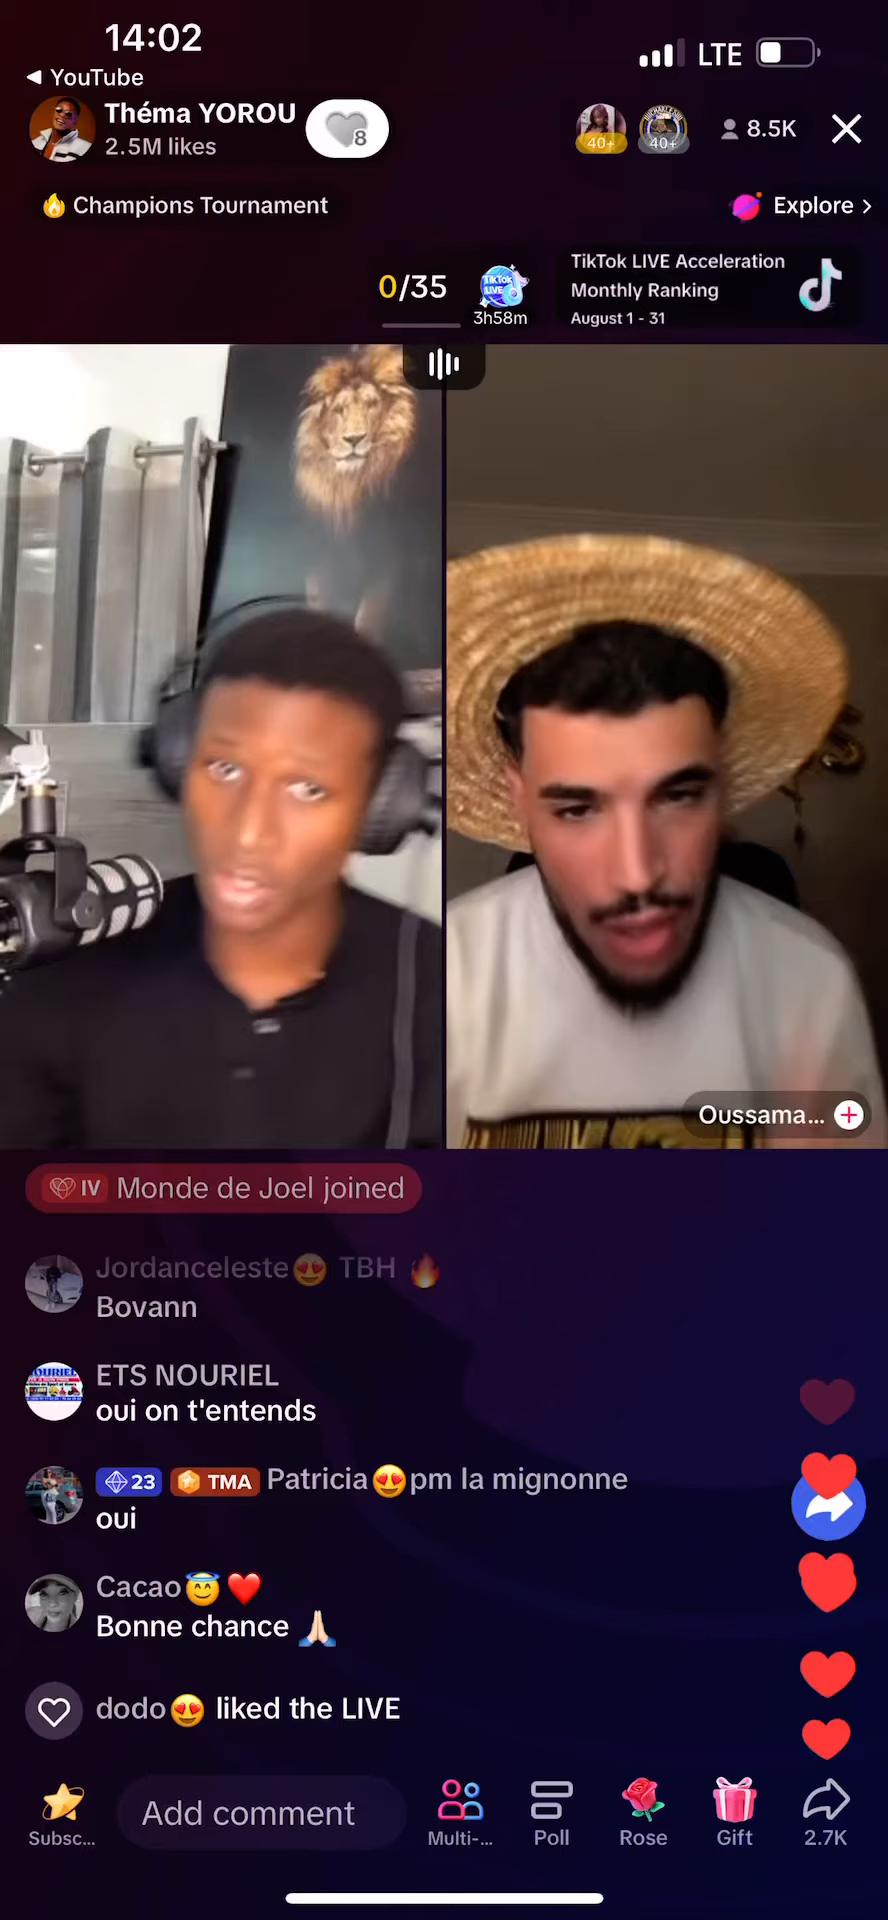 14:02
LTE
◀ YouTube
Théma YOROU
2.5M likes
8
40+
40+
8.5K
Champions Tournament
Explore >
0/35
TikTok
LIVE
3h58m
TikTok LIVE Acceleration
Monthly Ranking
August 1 - 31
Oussama...
IV Monde de Joel joined
Jordanceleste😍 TBH 🔥
Bovann
ETS NOURIEL
oui on t'entends
23 TMA Patricia😍pm la mignonne
oui
Cacao😇❤️
Bonne chance 🙏🏻
dodo😍 liked the LIVE
Subsc...
Add comment
Multi-...
Poll
Rose
Gift
2.7K